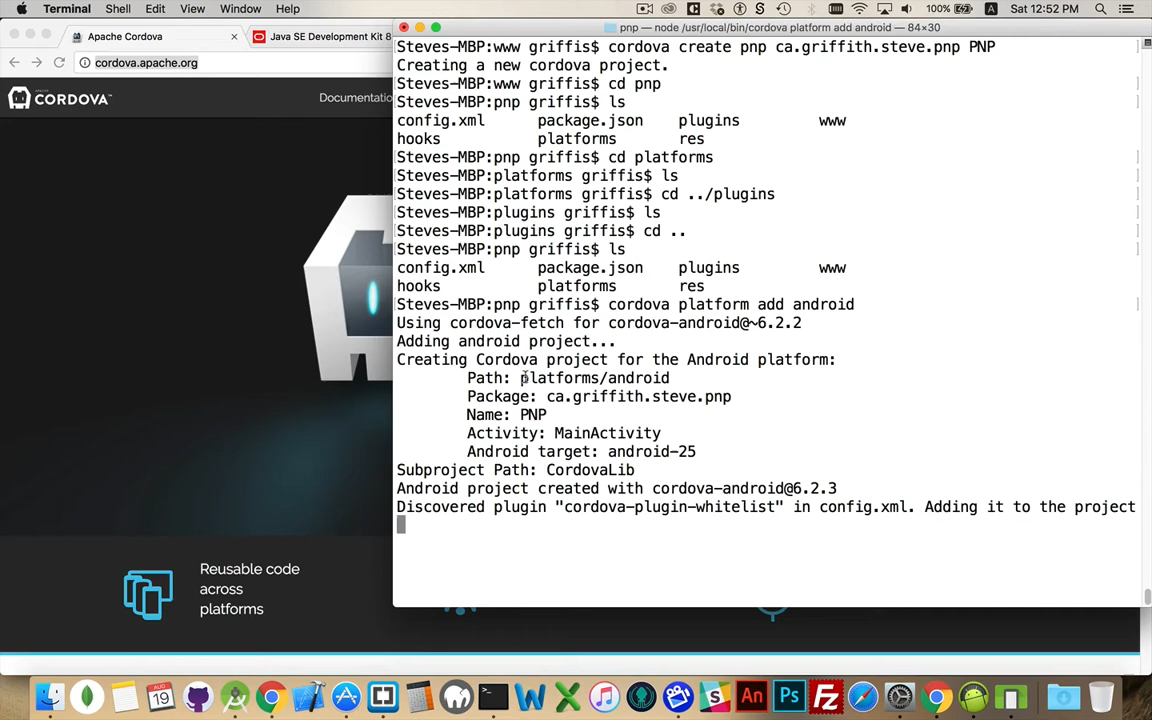 Terminal Shell Edit View Window Help
100% Sat 12:52 PM
Apache Cordova
Java SE Development Kit 8
cordova.apache.org
CORDOVA™
Documentatio
pnp — node /usr/local/bin/cordova platform add android — 84×30
Steves-MBP:www griffis$ cordova create pnp ca.griffith.steve.pnp PNP
Creating a new cordova project.
Steves-MBP:www griffis$ cd pnp
Steves-MBP:pnp griffis$ ls
config.xml package.json plugins www
hooks platforms res
Steves-MBP:pnp griffis$ cd platforms
Steves-MBP:platforms griffis$ ls
Steves-MBP:platforms griffis$ cd ../plugins
Steves-MBP:plugins griffis$ ls
Steves-MBP:plugins griffis$ cd ..
Steves-MBP:pnp griffis$ ls
config.xml package.json plugins www
hooks platforms res
Steves-MBP:pnp griffis$ cordova platform add android
Using cordova-fetch for cordova-android@~6.2.2
Adding android project...
Creating Cordova project for the Android platform:
Path: platforms/android
Package: ca.griffith.steve.pnp
Name: PNP
Activity: MainActivity
Android target: android-25
Subproject Path: CordovaLib
Android project created with cordova-android@6.2.3
Discovered plugin "cordova-plugin-whitelist" in config.xml. Adding it to the project
Reusable code
across
platforms
AUG
19
An
Ps
Fz